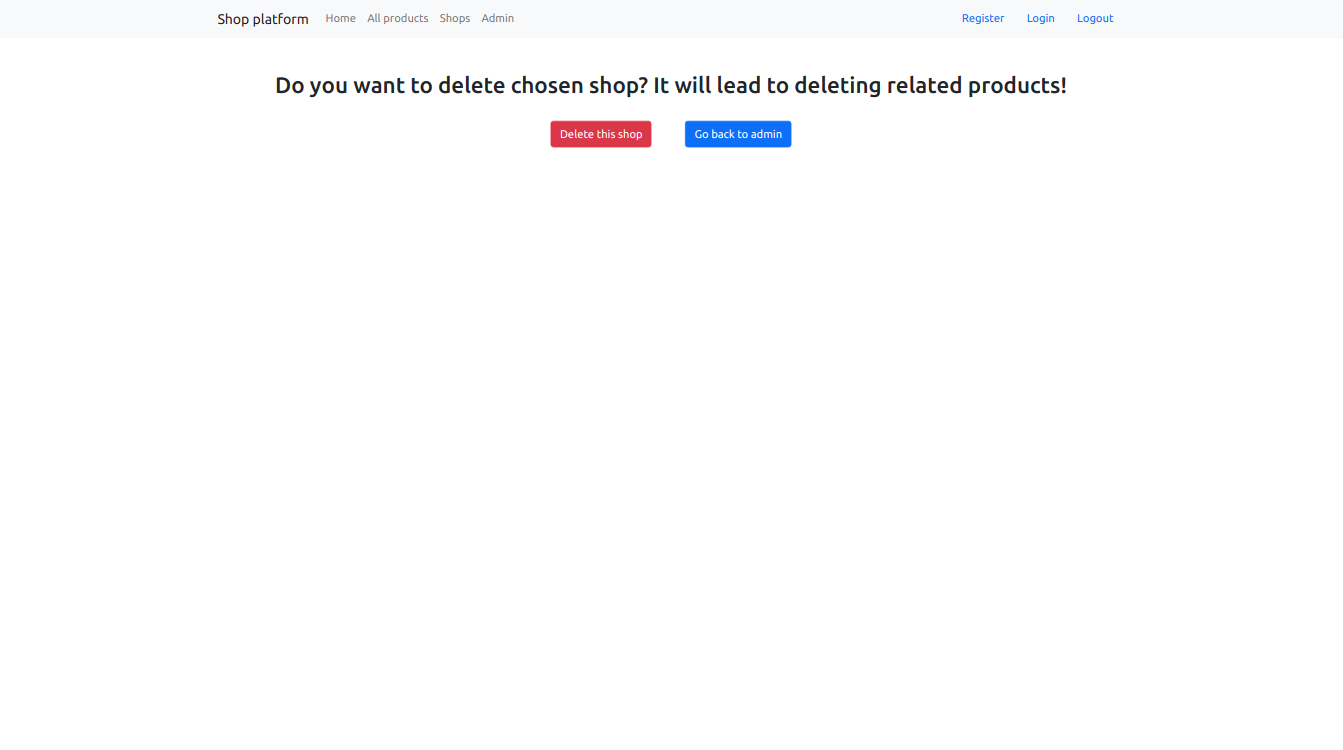 Shop platform Home All products Shops Admin Register Login Logout
Do you want to delete chosen shop? It will lead to deleting related products!
Delete this shop Go back to admin